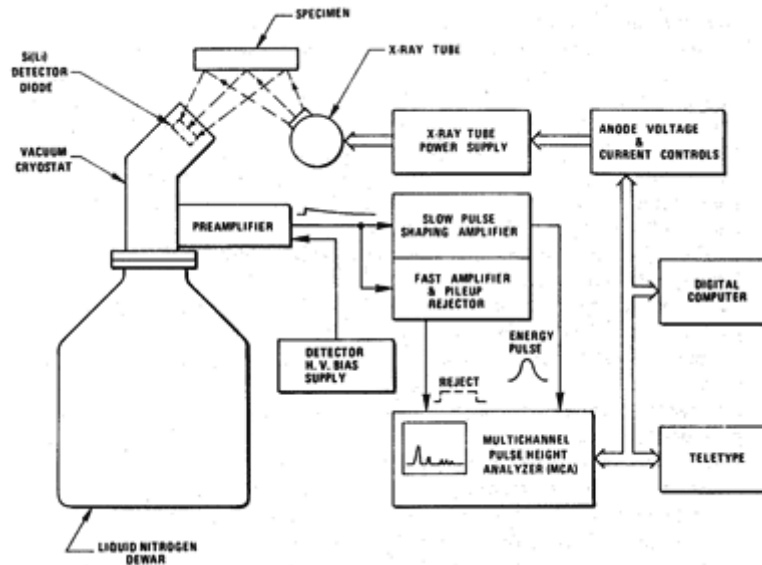 SPECIMEN
X-RAY TUBE
Si(Li)
DETECTOR
DIODE
VACUUM
CRYOSTAT
X-RAY TUBE
POWER SUPPLY
ANODE VOLTAGE
&
CURRENT CONTROLS
PREAMPLIFIER
SLOW PULSE
SHAPING AMPLIFIER
FAST AMPLIFIER
& PILEUP
REJECTOR
DIGITAL
COMPUTER
DETECTOR
H.V. BIAS
SUPPLY
ENERGY
PULSE
REJECT
MULTICHANNEL
PULSE HEIGHT
ANALYZER (MCA)
TELETYPE
LIQUID NITROGEN
DEWAR